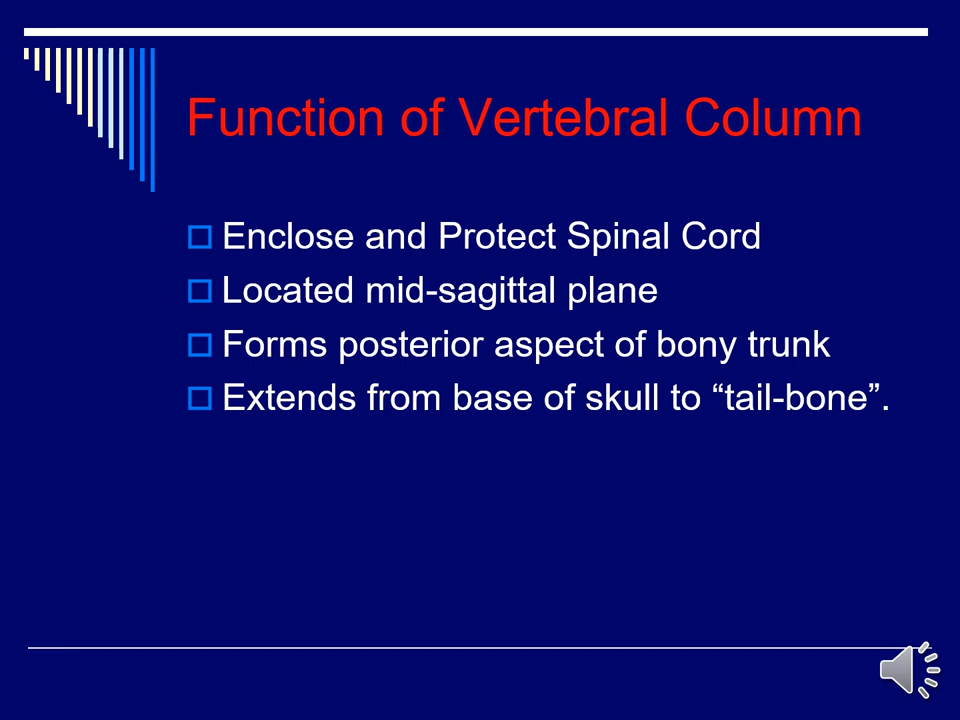 Function of Vertebral Column
Enclose and Protect Spinal Cord
Located mid-sagittal plane
Forms posterior aspect of bony trunk
Extends from base of skull to “tail-bone”.